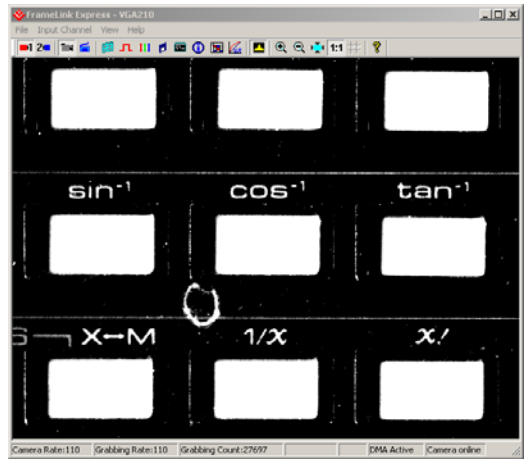 FrameLink Express - VGA210
File Input Channel View Help
1 2 1:1 ?
sin⁻¹ cos⁻¹ tan⁻¹
X↔M 1/x x!
Camera Rate:110 Grabbing Rate:110 Grabbing Count:27697 DMA Active Camera online